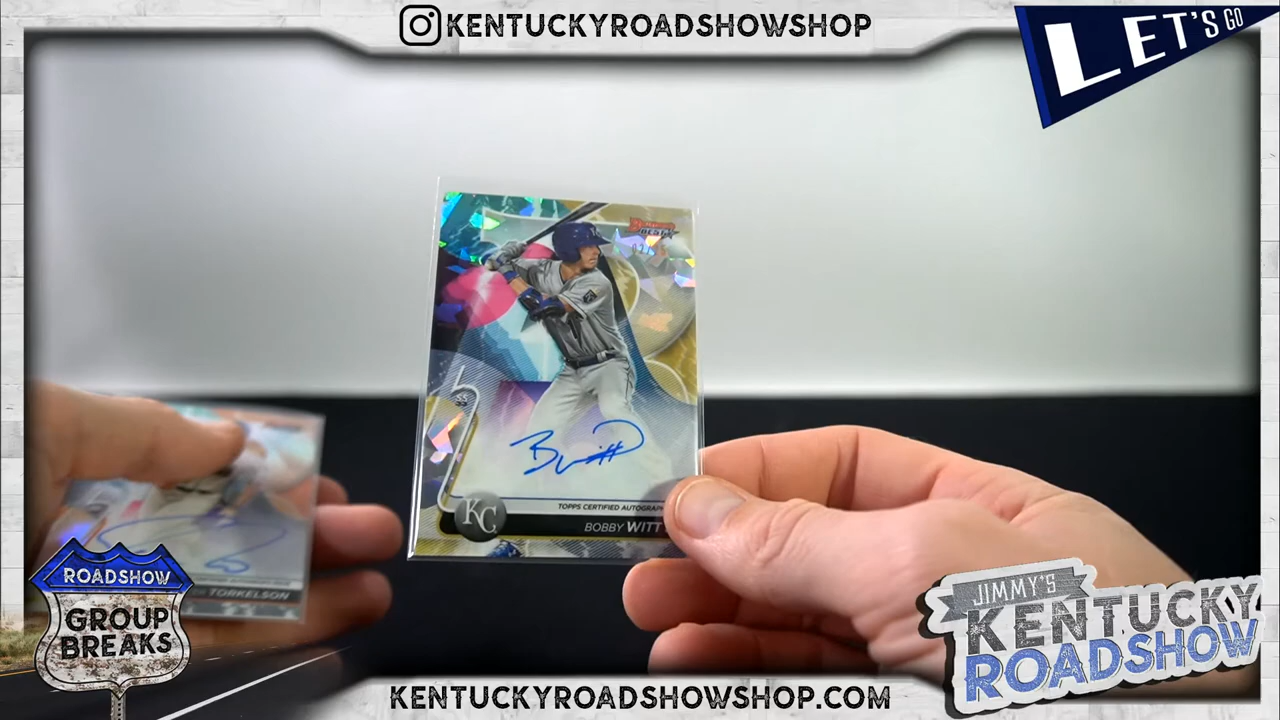 KENTUCKYROADSHOWSHOP
LET'S GO
BOWMAN'S BEST
SS
TOPPS CERTIFIED AUTOGRAPH
KC
BOBBY WITT
TORKELSON
ROADSHOW
GROUP
BREAKS
JIMMY'S
KENTUCKY
ROADSHOW
KENTUCKYROADSHOWSHOP.COM